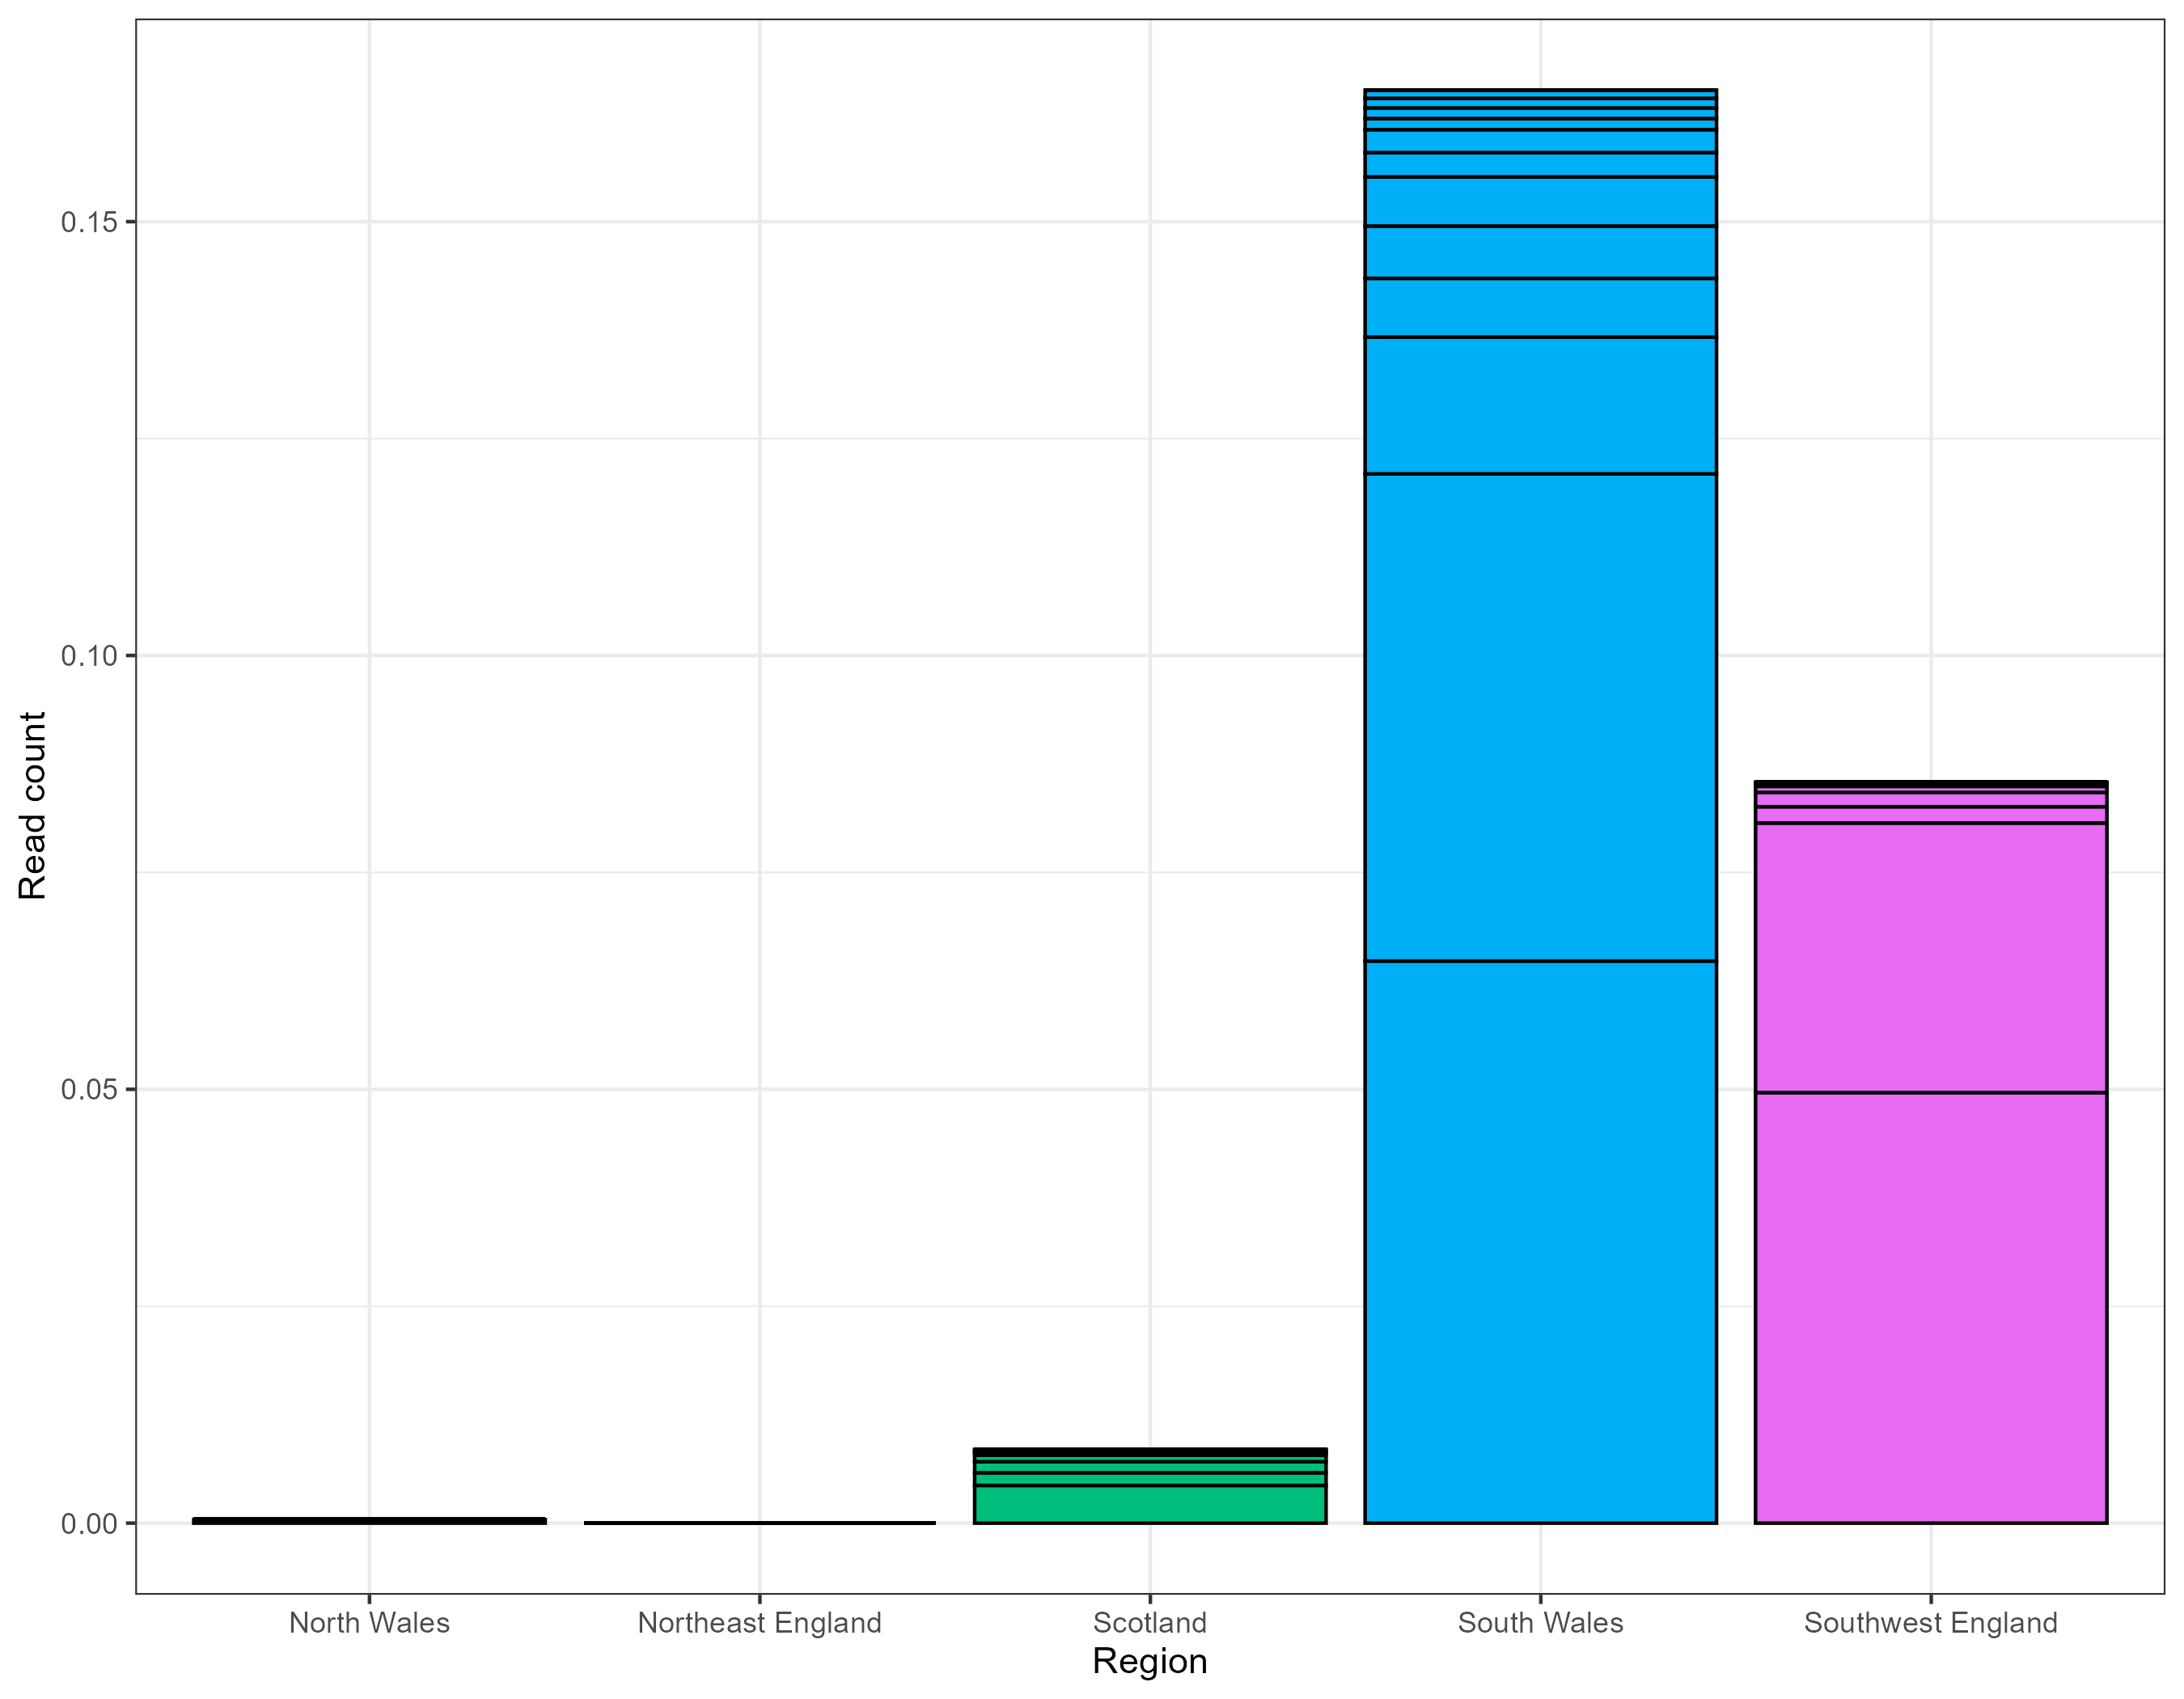 0.15
0.10
0.05
0.00
Read count
North Wales
Northeast England
Scotland
South Wales
Southwest England
Region